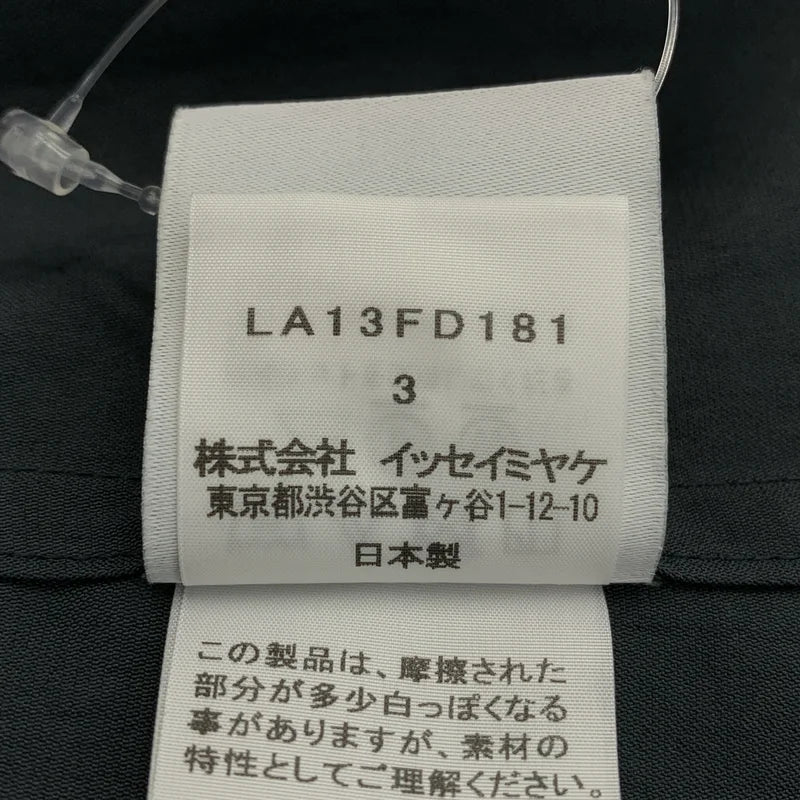 LA13FD181
3
株式会社 イッセイミヤケ
東京都渋谷区富ヶ谷1-12-10
日本製
この製品は、摩擦された
部分が多少白っぽくなる
事がありますが、素材の
特性としてご理解ください。